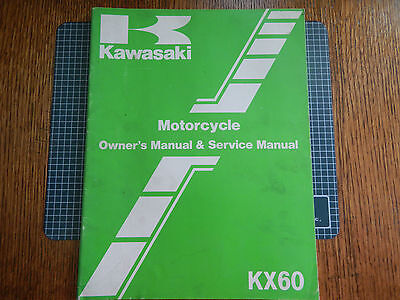 Kawasaki
Motorcycle
Owner's Manual & Service Manual
KX60